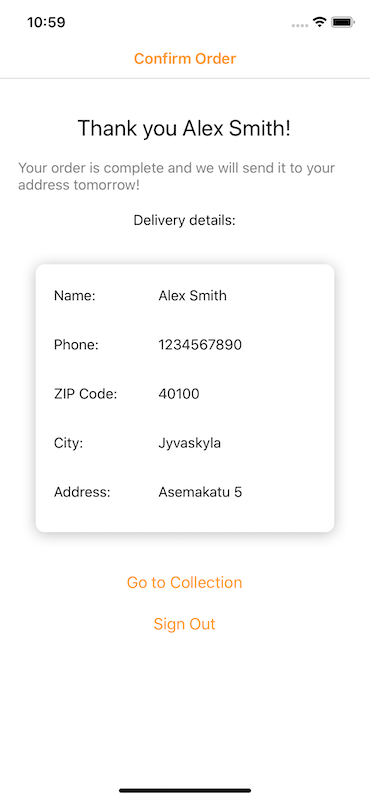 10:59
Confirm Order
Thank you Alex Smith!
Your order is complete and we will send it to your
address tomorrow!
Delivery details:
Name: Alex Smith
Phone: 1234567890
ZIP Code: 40100
City: Jyvaskyla
Address: Asemakatu 5
Go to Collection
Sign Out